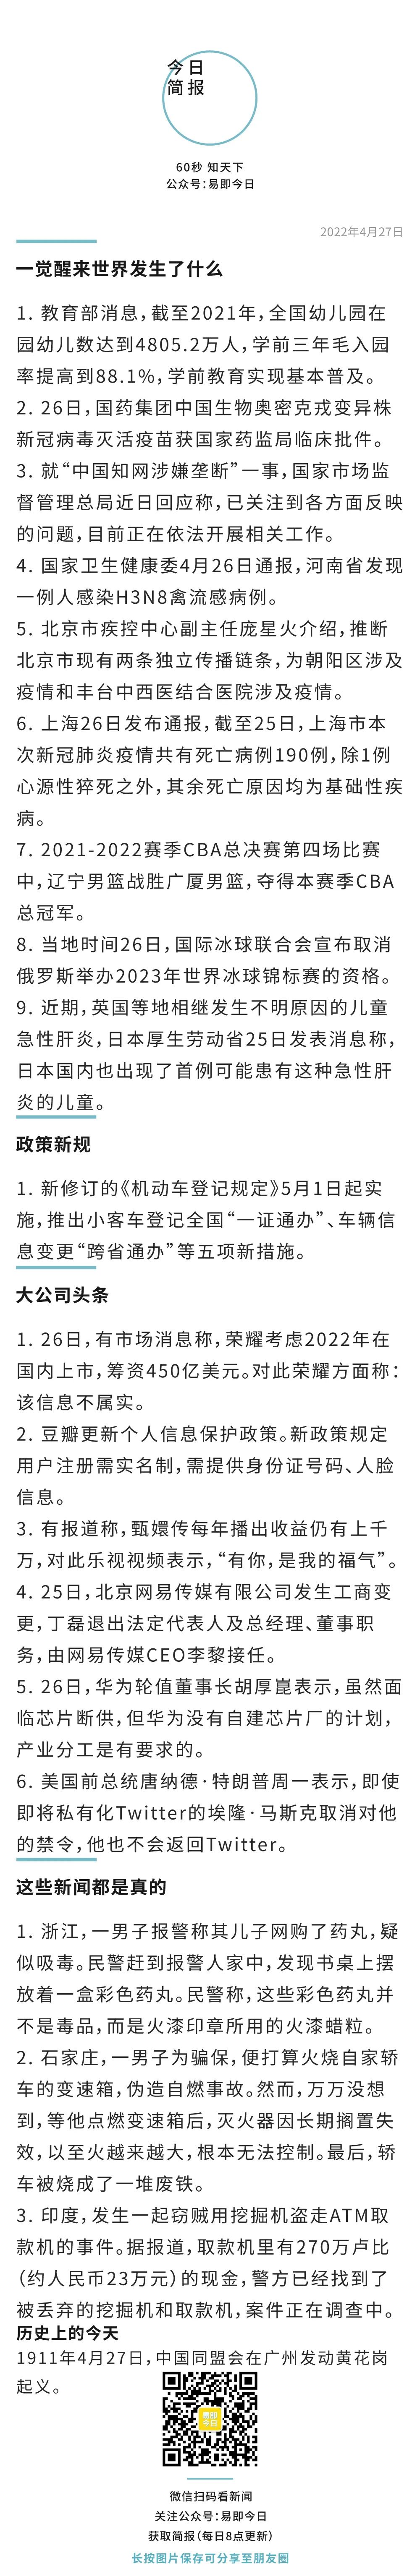 今日
简报
60秒 知天下
公众号：易即今日
2022年4月27日
一觉醒来世界发生了什么
1. 教育部消息，截至2021年，全国幼儿园在
园幼儿数达到4805.2万人，学前三年毛入园
率提高到88.1%，学前教育实现基本普及。
2. 26日，国药集团中国生物奥密克戎变异株
新冠病毒灭活疫苗获国家药监局临床批件。
3. 就“中国知网涉嫌垄断”一事，国家市场监
督管理总局近日回应称，已关注到各方面反映
的问题，目前正在依法开展相关工作。
4. 国家卫生健康委4月26日通报，河南省发现
一例人感染H3N8禽流感病例。
5. 北京市疾控中心副主任庞星火介绍，推断
北京市现有两条独立传播链条，为朝阳区涉及
疫情和丰台中西医结合医院涉及疫情。
6. 上海26日发布通报，截至25日，上海市本
次新冠肺炎疫情共有死亡病例190例，除1例
心源性猝死之外，其余死亡原因均为基础性疾
病。
7. 2021-2022赛季CBA总决赛第四场比赛
中，辽宁男篮战胜广厦男篮，夺得本赛季CBA
总冠军。
8. 当地时间26日，国际冰球联合会宣布取消
俄罗斯举办2023年世界冰球锦标赛的资格。
9. 近期，英国等地相继发生不明原因的儿童
急性肝炎，日本厚生劳动省25日发表消息称，
日本国内也出现了首例可能患有这种急性肝
炎的儿童。
政策新规
1. 新修订的《机动车登记规定》5月1日起实
施，推出小客车登记全国“一证通办”、车辆信
息变更“跨省通办”等五项新措施。
大公司头条
1. 26日，有市场消息称，荣耀考虑2022年在
国内上市，筹资450亿美元。对此荣耀方面称：
该信息不属实。
2. 豆瓣更新个人信息保护政策。新政策规定
用户注册需实名制，需提供身份证号码、人脸
信息。
3. 有报道称，甄嬛传每年播出收益仍有上千
万，对此乐视视频表示，“有你，是我的福气”。
4. 25日，北京网易传媒有限公司发生工商变
更，丁磊退出法定代表人及总经理、董事职
务，由网易传媒CEO李黎接任。
5. 26日，华为轮值董事长胡厚崑表示，虽然面
临芯片断供，但华为没有自建芯片厂的计划，
产业分工是有要求的。
6. 美国前总统唐纳德·特朗普周一表示，即使
即将私有化Twitter的埃隆·马斯克取消对他
的禁令，他也不会返回Twitter。
这些新闻都是真的
1. 浙江，一男子报警称其儿子网购了药丸，疑
似吸毒。民警赶到报警人家中，发现书桌上摆
放着一盒彩色药丸。民警称，这些彩色药丸并
不是毒品，而是火漆印章所用的火漆蜡粒。
2. 石家庄，一男子为骗保，便打算火烧自家轿
车的变速箱，伪造自燃事故。然而，万万没想
到，等他点燃变速箱后，灭火器因长期搁置失
效，以至火越来越大，根本无法控制。最后，轿
车被烧成了一堆废铁。
3. 印度，发生一起窃贼用挖掘机盗走ATM取
款机的事件。据报道，取款机里有270万卢比
（约人民币23万元）的现金，警方已经找到了
被丢弃的挖掘机和取款机，案件正在调查中。
历史上的今天
1911年4月27日，中国同盟会在广州发动黄花岗
起义。
易即
今日
微信扫码看新闻
关注公众号：易即今日
获取简报（每日8点更新）
长按图片保存可分享至朋友圈